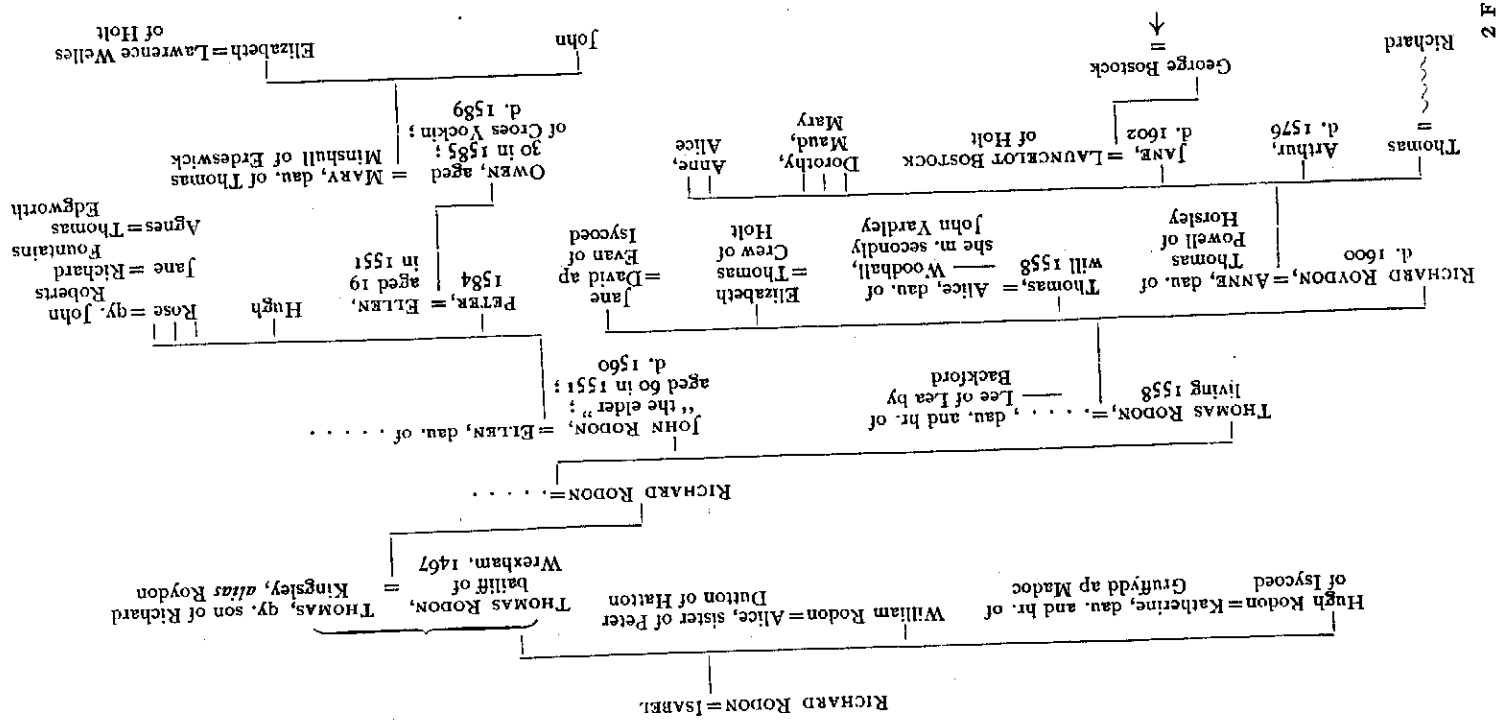 RICHARD RODON=ISABEL
Hugh Rodon=Katherine, dau. and hr. of
of Isycoed Gruffydd ap Madoc
William Rodon=Alice, sister of Peter
Dutton of Hatton
THOMAS RODON,
bailiff of
Wrexham. 1467
=
THOMAS, qy. son of Richard
Kingsley, alias Roydon
RICHARD RODON=. . . . .
THOMAS RODON,=. . . . . , dau. and hr. of
living 1558 —— Lee of Lea by
Backford
JOHN RODON, =ELLEN, dau. of . . . . .
"the elder";
aged 60 in 1551;
d. 1560
RICHARD ROYDON,=ANNE, dau. of
d. 1600 Thomas
Powell of
Horsley
Thomas,= Alice, dau. of
will 1558 —— Woodhall,
she m. secondly
John Yardley
Elizabeth
=Thomas
Crew of
Holt
Jane
=David ap
Evan of
Isycoed
PETER, = ELLEN,
1584 aged 19
in 1551
Hugh
Rose =qy. John
Roberts
Jane =Richard
Fountains
Agnes=Thomas
Edgworth
Thomas
=
Richard
Arthur,
d. 1576
JANE, =LAUNCELOT BOSTOCK
d. 1602 of Holt
Dorothy,
Maud,
Mary
Anne,
Alice
OWEN, aged
30 in 1585;
of Croes Yockin;
d. 1589
= MARY, dau. of Thomas
Minshull of Erdeswick
George Bostock
=
John
Elizabeth=Lawrence Welles
of Holt
2 F